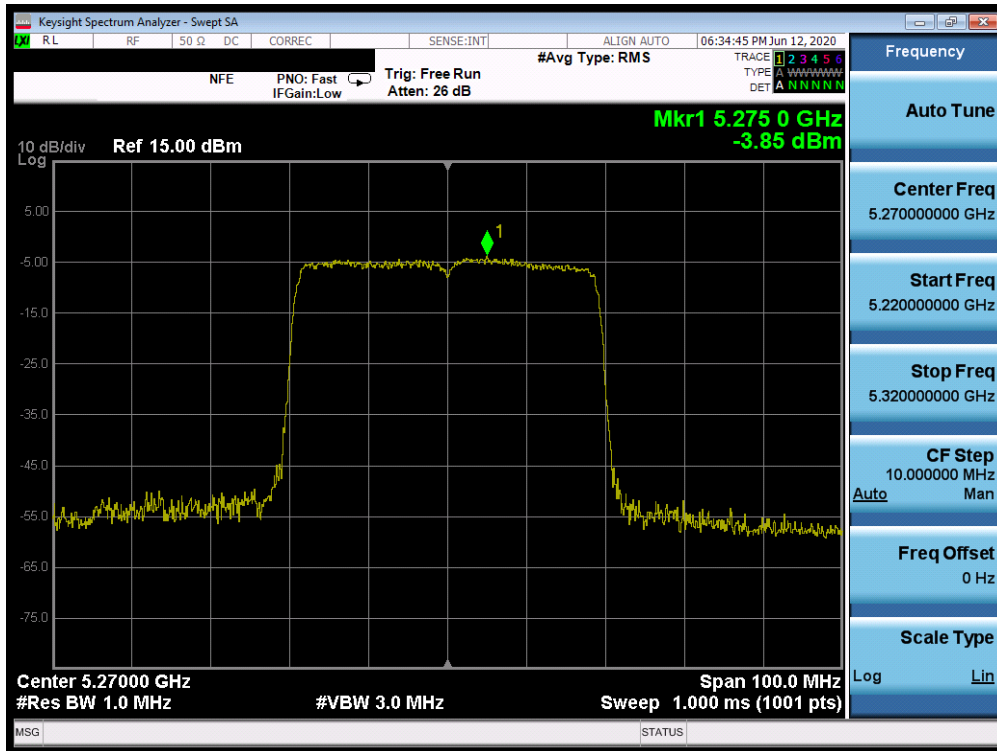 Keysight Spectrum Analyzer - Swept SA
LXI RL RF 50 Ω DC CORREC SENSE:INT ALIGN AUTO 06:34:45 PM Jun 12, 2020
#Avg Type: RMS
TRACE 1 2 3 4 5 6
TYPE A WWWWW
DET A N N N N N
NFE PNO: Fast Trig: Free Run
IFGain:Low Atten: 26 dB
Mkr1 5.275 0 GHz
-3.85 dBm
10 dB/div Ref 15.00 dBm
Log
5.00
-5.00
-15.0
-25.0
-35.0
-45.0
-55.0
-65.0
-75.0
1
Center 5.27000 GHz Span 100.0 MHz
#Res BW 1.0 MHz #VBW 3.0 MHz Sweep 1.000 ms (1001 pts)
MSG STATUS
Frequency
Auto Tune
Center Freq
5.270000000 GHz
Start Freq
5.220000000 GHz
Stop Freq
5.320000000 GHz
CF Step
10.000000 MHz
Auto Man
Freq Offset
0 Hz
Scale Type
Log Lin